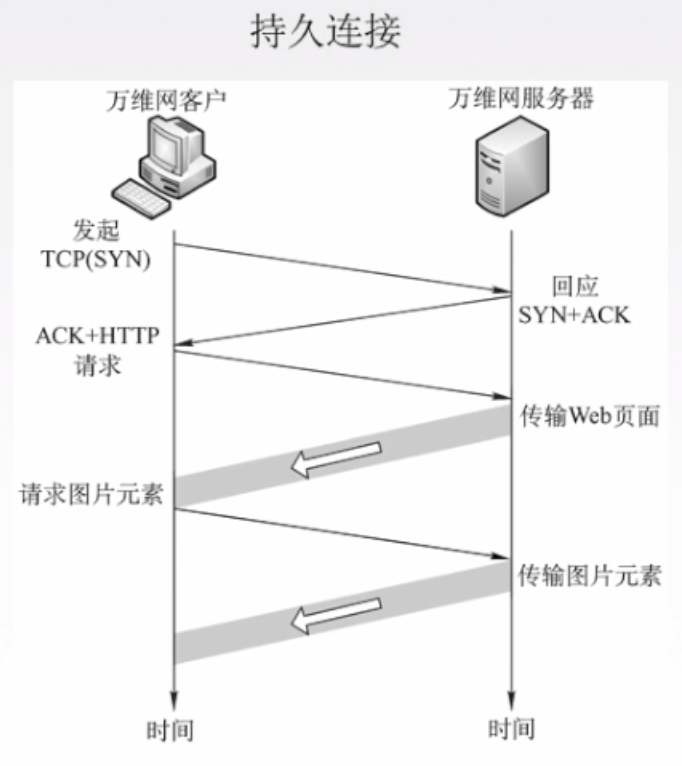 持久连接
万维网客户
万维网服务器
发起
TCP(SYN)
回应
SYN+ACK
ACK+HTTP
请求
传输Web页面
请求图片元素
传输图片元素
时间
时间